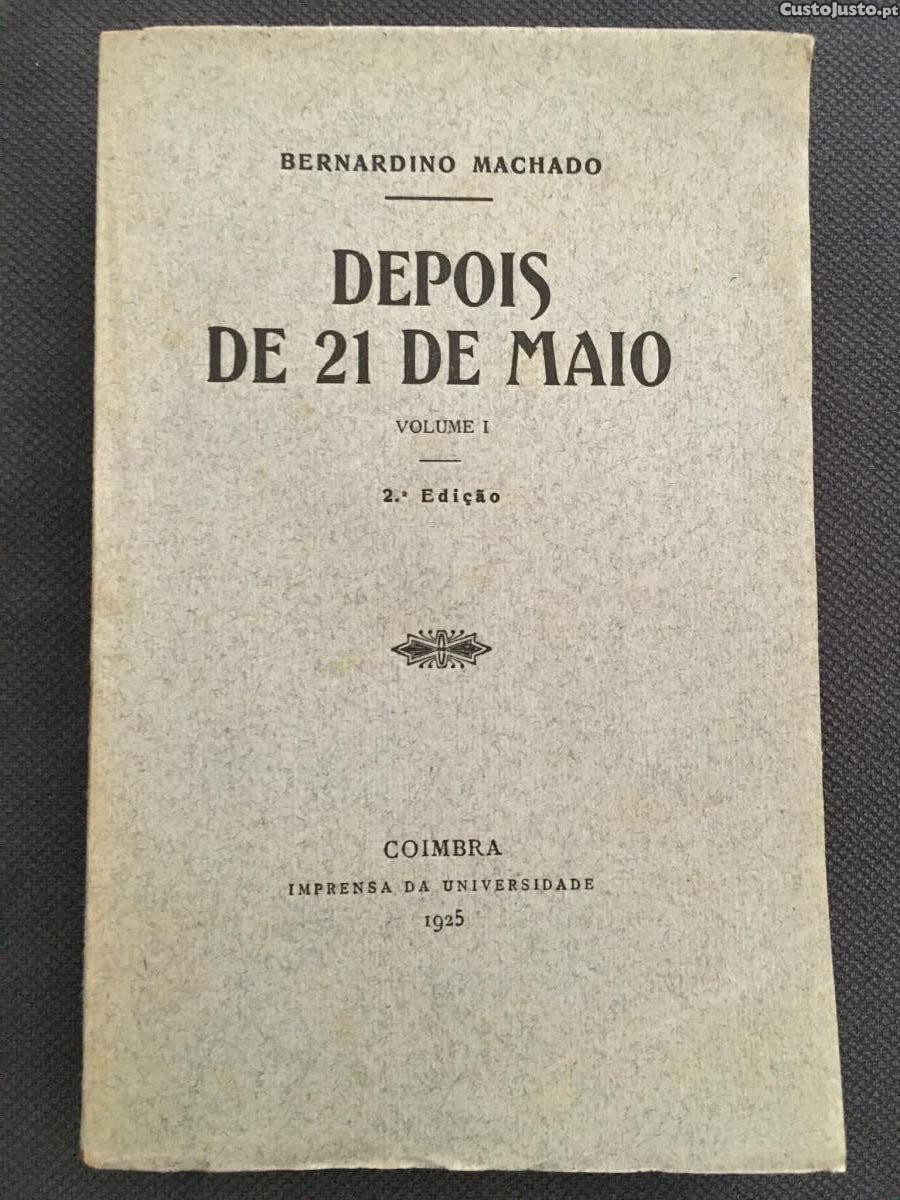 CustoJusto.pt
BERNARDINO MACHADO
DEPOIS
DE 21 DE MAIO
VOLUME I
2.ª Edição
COIMBRA
IMPRENSA DA UNIVERSIDADE
1925